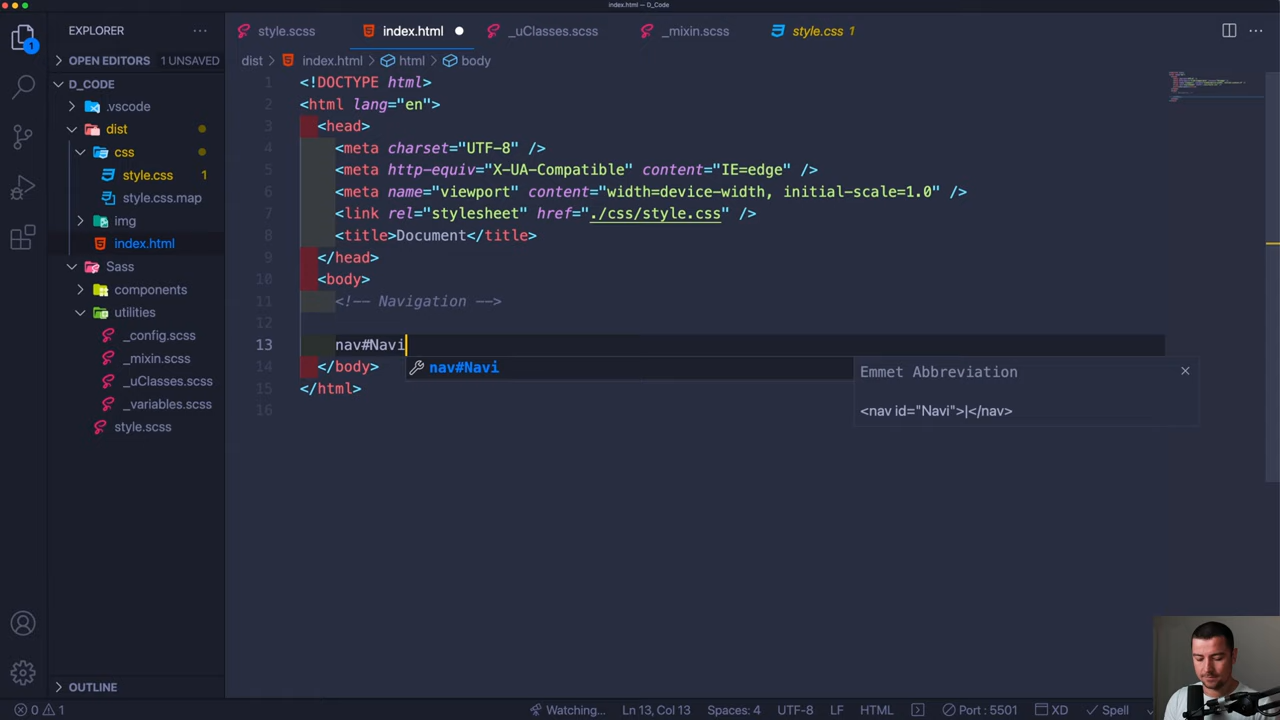 index.html — D_Code
EXPLORER
style.scss
index.html
_uClasses.scss
_mixin.scss
style.css 1
OPEN EDITORS 1 UNSAVED
dist > index.html > html > body
D_CODE
.vscode
dist
css
style.css 1
style.css.map
img
index.html
Sass
components
utilities
_config.scss
_mixin.scss
_uClasses.scss
_variables.scss
style.scss
OUTLINE
1 <!DOCTYPE html>
2 <html lang="en">
3 <head>
4 <meta charset="UTF-8" />
5 <meta http-equiv="X-UA-Compatible" content="IE=edge" />
6 <meta name="viewport" content="width=device-width, initial-scale=1.0" />
7 <link rel="stylesheet" href="./css/style.css" />
8 <title>Document</title>
9 </head>
10 <body>
11 <!-- Navigation -->
12
13 nav#Navi
14 </body>
15 </html>
16
nav#Navi
Emmet Abbreviation
<nav id="Navi">|</nav>
0 1
Watching...
Ln 13, Col 13
Spaces: 4
UTF-8
LF
HTML
Port : 5501
XD
Spell